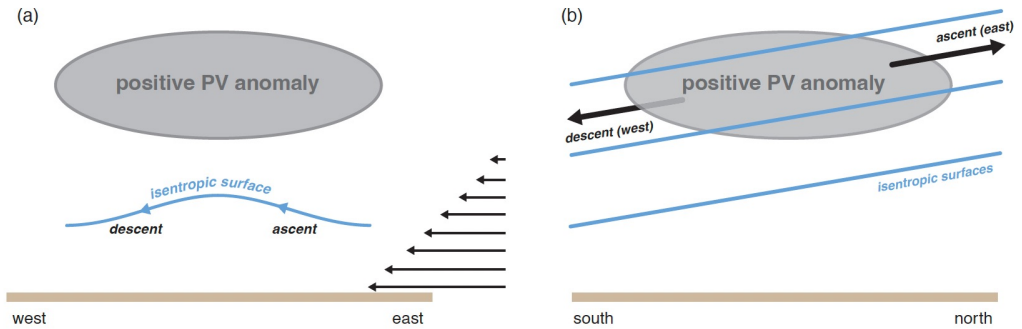 (a)
positive PV anomaly
isentropic surface
descent
ascent
west
east
(b)
ascent (east)
positive PV anomaly
descent (west)
isentropic surfaces
south
north